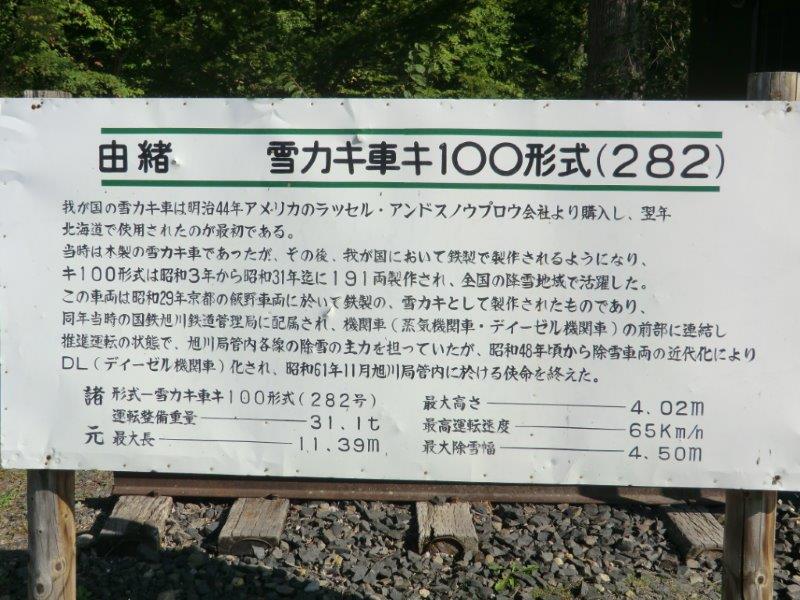 由緒 雪カキ車キ100形式(282)
我が国の雪カキ車は明治44年アメリカのラッセル・アンドスノウプロウ会社より購入し、翌年
北海道で使用されたのが最初である。
当時は木製の雪カキ車であったが、その後、我が国において鉄製で製作されるようになり、
キ100形式は昭和3年から昭和31年迄に191両製作され、全国の降雪地域で活躍した。
この車両は昭和29年京都の飯野車両に於いて鉄製の、雪カキとして製作されたものであり、
同年当時の国鉄旭川鉄道管理局に配属され、機関車(蒸気機関車・デイーゼル機関車)の前部に連結し
推進運転の状態で、旭川局管内各線の除雪の主力を担っていたが、昭和48年頃から除雪車両の近代化により
DL(デイーゼル機関車)化され、昭和61年11月旭川局管内に於ける使命を終えた。
諸元
形式ー雪カキ車キ100形式(282号)
運転整備重量 31.1t
最大長 11.39m
最大高さ 4.02m
最高運転速度 65Km/h
最大除雪幅 4.50m